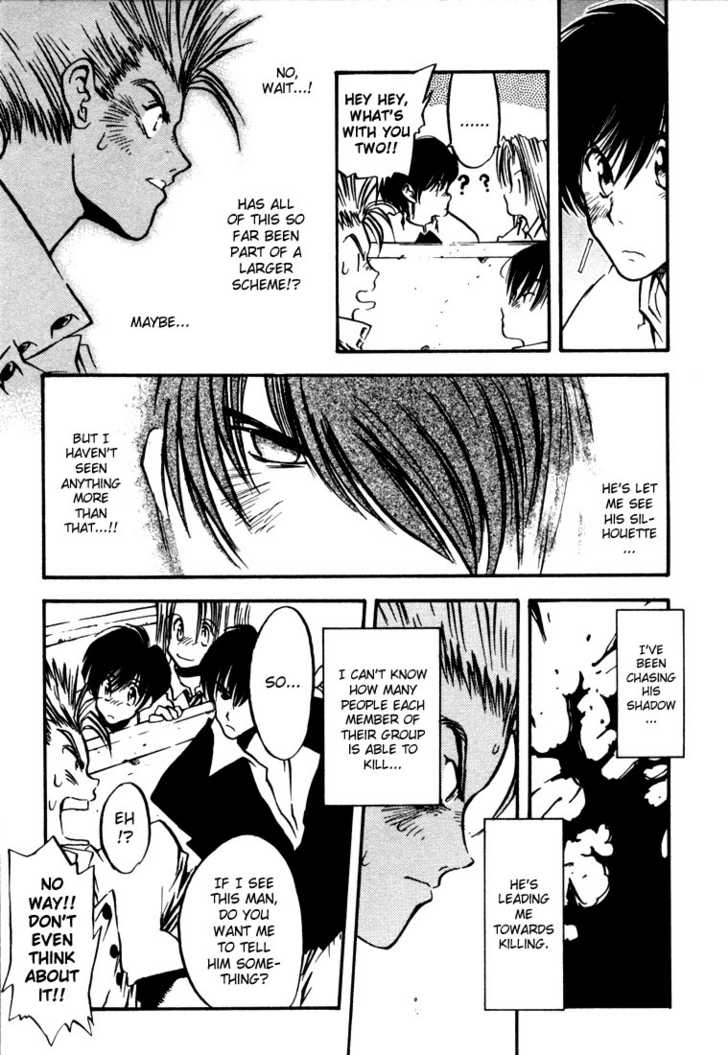 ......
HEY HEY,
WHAT'S
WITH YOU
TWO!!
?
?
NO,
WAIT...!
HAS ALL
OF THIS SO
FAR BEEN
PART OF A
LARGER
SCHEME!?
MAYBE...
HE'S LET
ME SEE
HIS SIL-
HOUETTE
...
BUT I
HAVEN'T
SEEN
ANYTHING
MORE
THAN
THAT...!!
I'VE
BEEN
CHASING
HIS
SHADOW
...
HE'S
LEADING
ME
TOWARDS
KILLING.
I CAN'T KNOW
HOW MANY
PEOPLE EACH
MEMBER OF
THEIR GROUP
IS ABLE TO
KILL...
SO...
IF I SEE
THIS MAN,
DO YOU
WANT ME
TO TELL
HIM SOME-
THING?
EH
!?
NO
WAY!!
DON'T
EVEN
THINK
ABOUT
IT!!